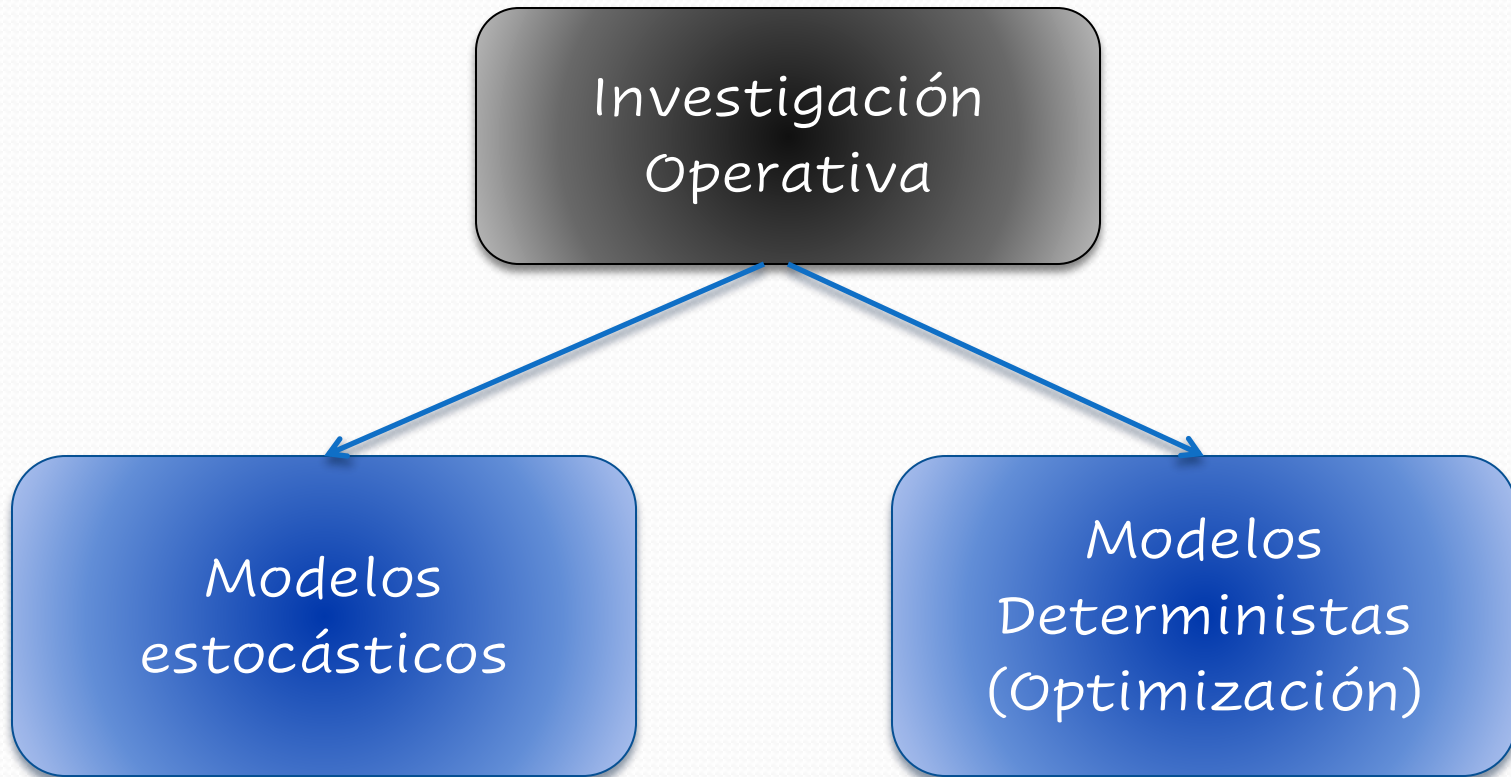 Investigación
Operativa
Modelos
estocásticos
Modelos
Deterministas
(Optimización)